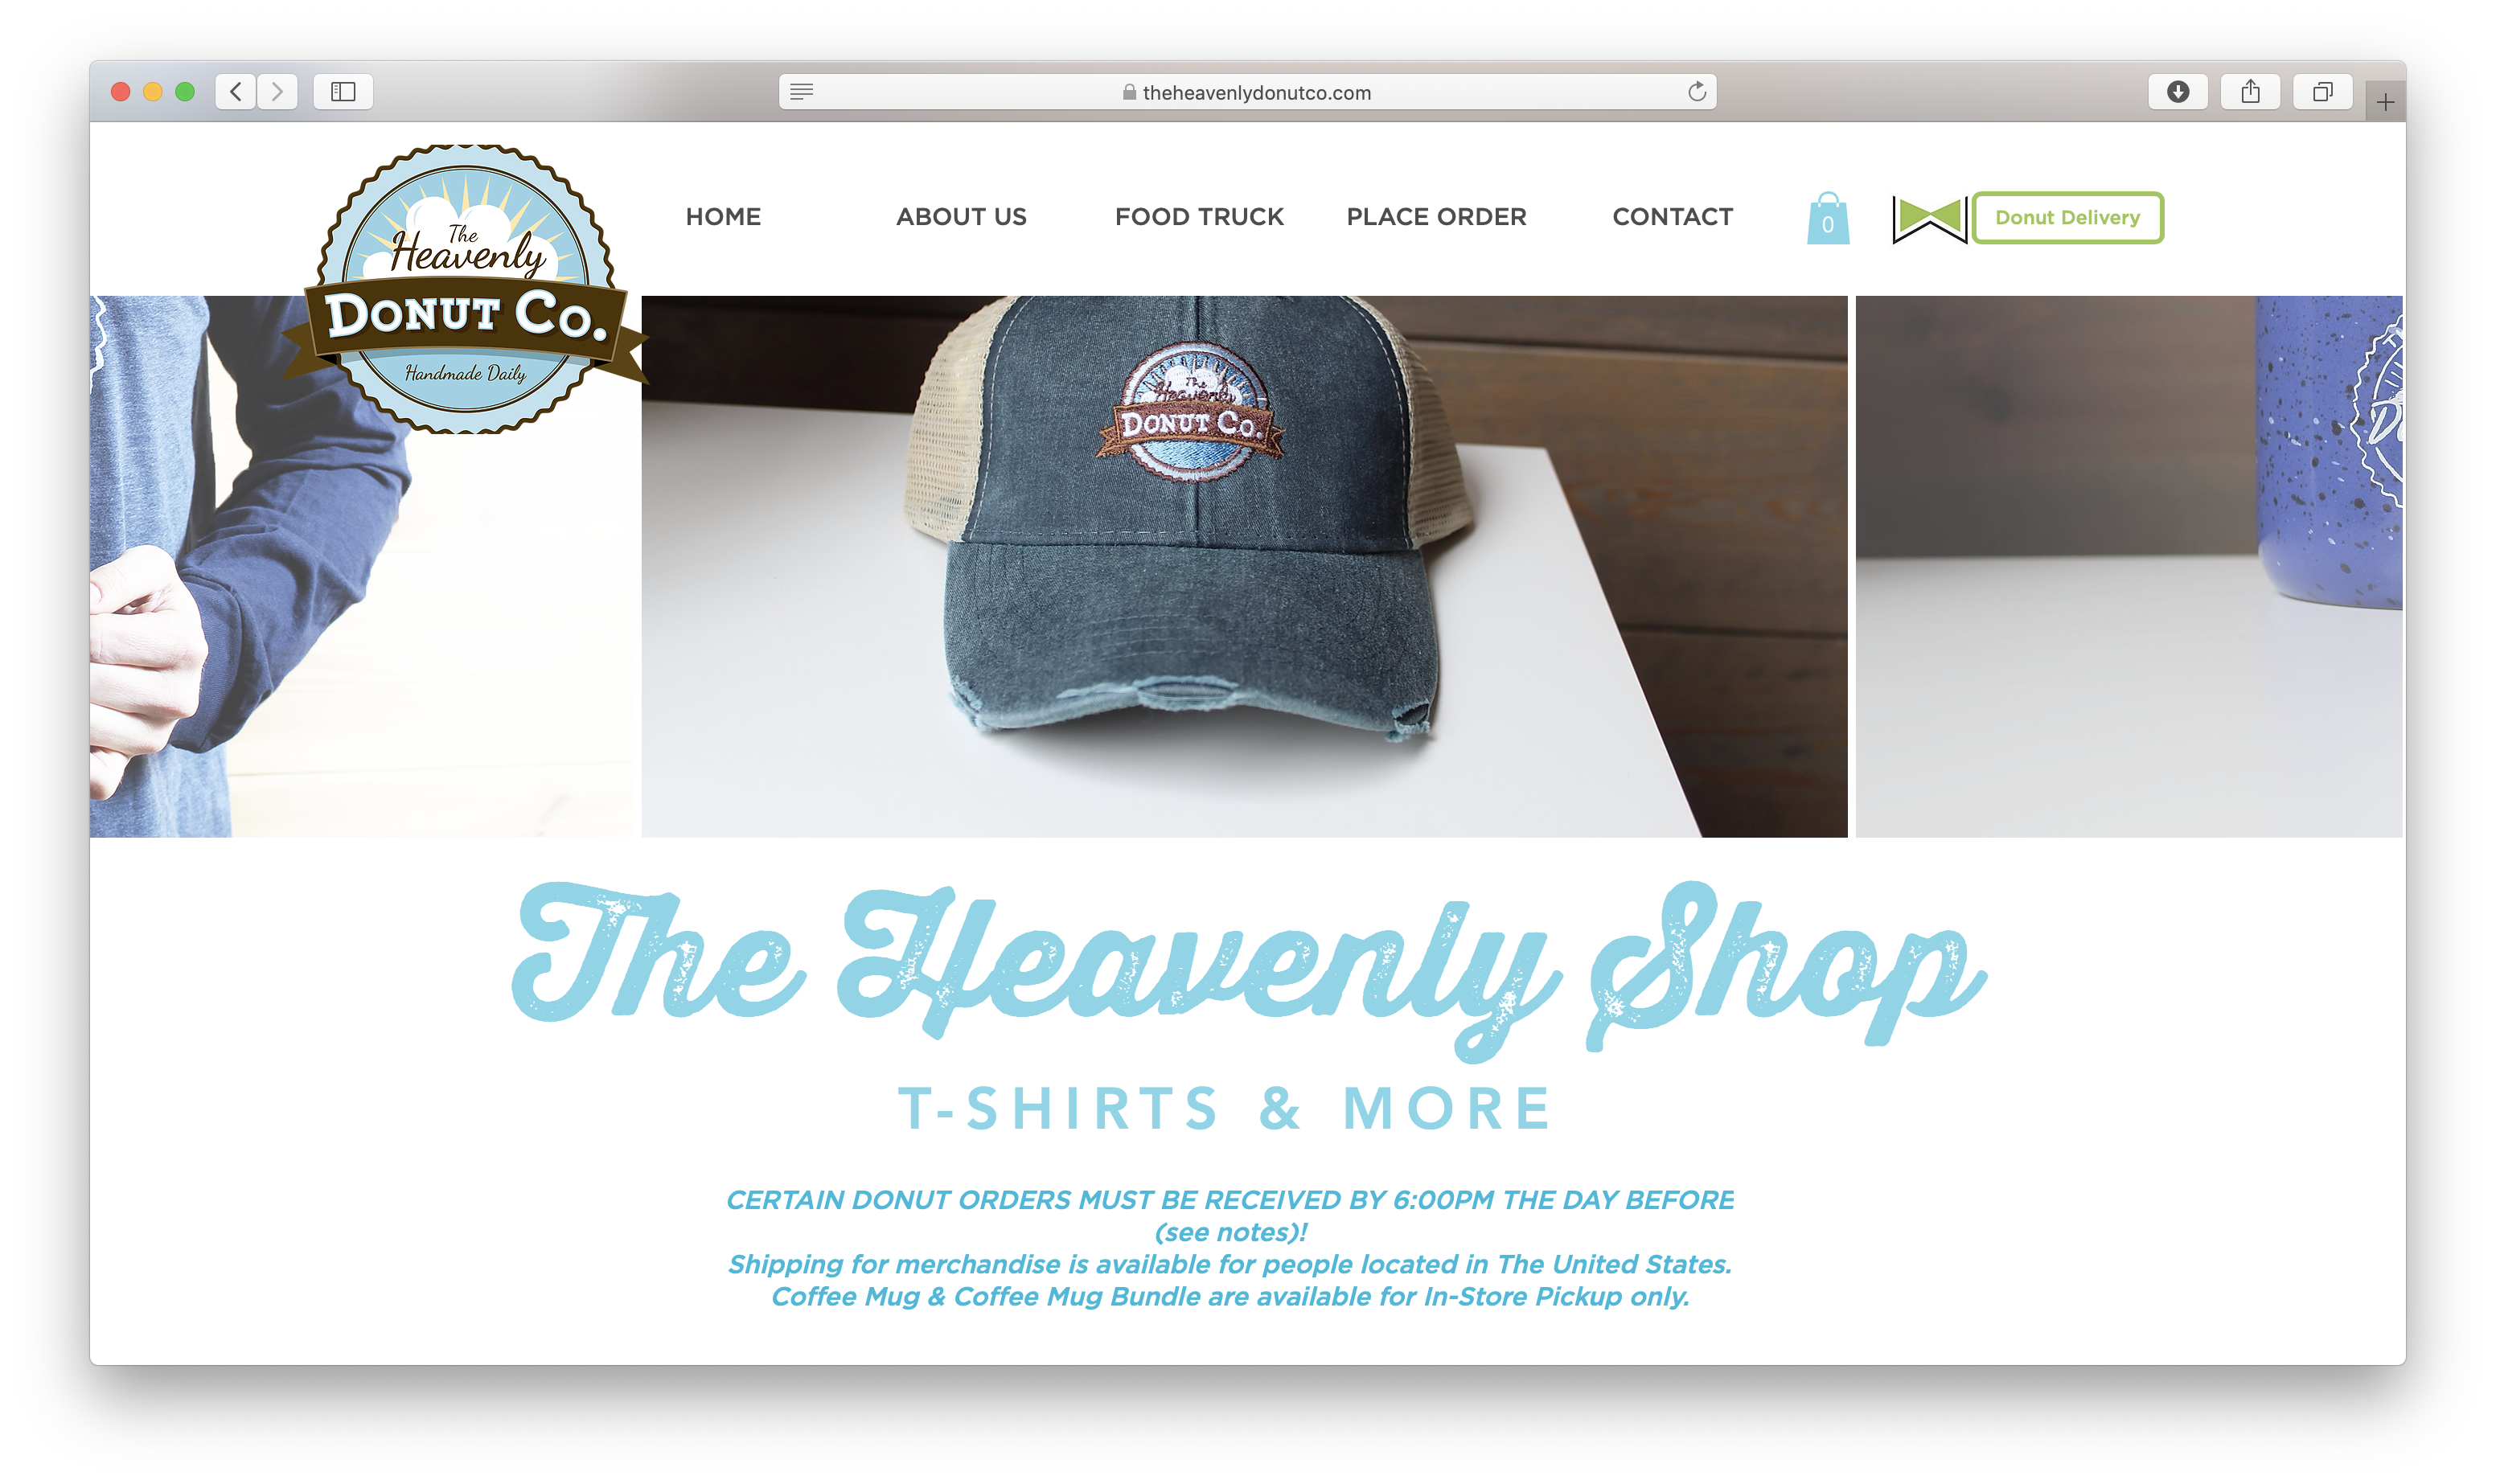 theheavenlydonutco.com
The
Heavenly
DONUT CO.
Handmade Daily
HOME
ABOUT US
FOOD TRUCK
PLACE ORDER
CONTACT
0
Donut Delivery
The
Heavenly
DONUT CO.
The Heavenly Shop
T-SHIRTS & MORE
CERTAIN DONUT ORDERS MUST BE RECEIVED BY 6:00PM THE DAY BEFORE
(see notes)!
Shipping for merchandise is available for people located in The United States.
Coffee Mug & Coffee Mug Bundle are available for In-Store Pickup only.